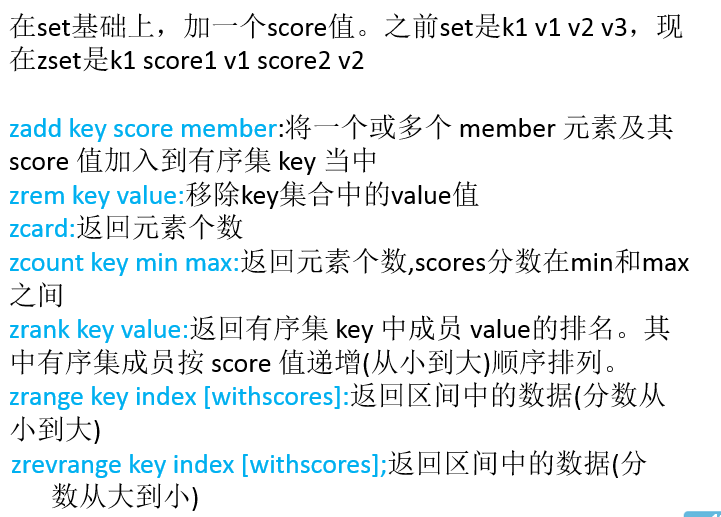 在set基础上，加一个score值。之前set是k1 v1 v2 v3，现
在zset是k1 score1 v1 score2 v2
zadd key score member:将一个或多个 member 元素及其
score 值加入到有序集 key 当中
zrem key value:移除key集合中的value值
zcard:返回元素个数
zcount key min max:返回元素个数,scores分数在min和max
之间
zrank key value:返回有序集 key 中成员 value的排名。其
中有序集成员按 score 值递增(从小到大)顺序排列。
zrange key index [withscores]:返回区间中的数据(分数从
小到大)
zrevrange key index [withscores];返回区间中的数据(分
数从大到小)